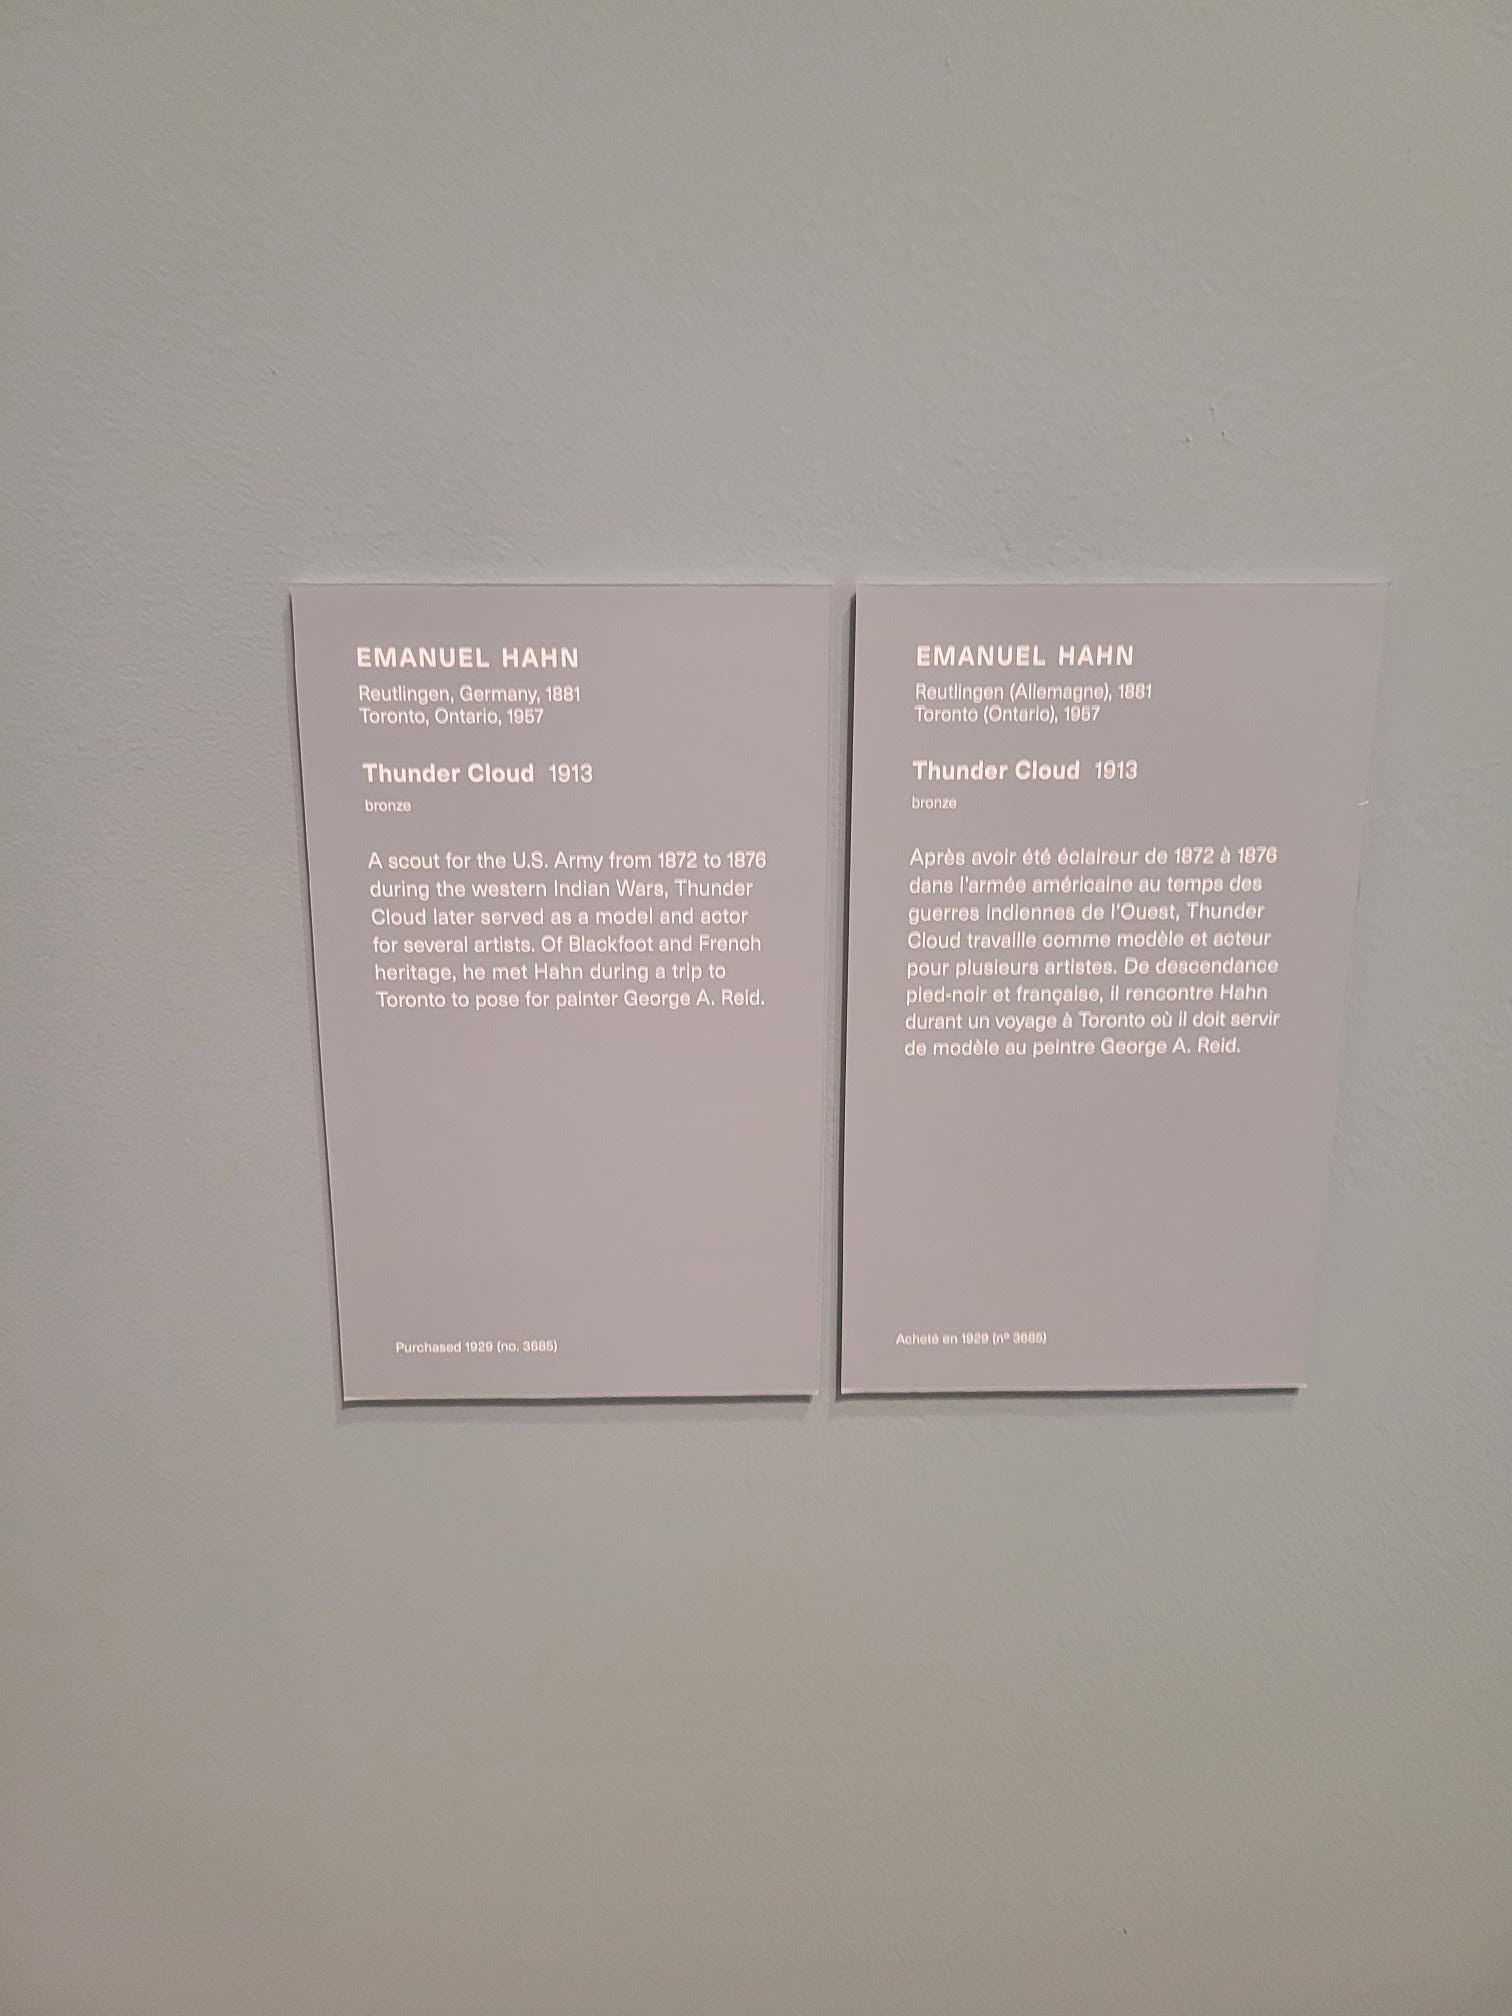 EMANUEL HAHN
Reutlingen, Germany, 1881
Toronto, Ontario, 1957
Thunder Cloud 1913
bronze
A scout for the U.S. Army from 1872 to 1876
during the western Indian Wars, Thunder
Cloud later served as a model and actor
for several artists. Of Blackfoot and French
heritage, he met Hahn during a trip to
Toronto to pose for painter George A. Reid.
Purchased 1929 (no. 3685)
EMANUEL HAHN
Reutlingen (Allemagne), 1881
Toronto (Ontario), 1957
Thunder Cloud 1913
bronze
Après avoir été éclaireur de 1872 à 1876
dans l'armée américaine au temps des
guerres indiennes de l'Ouest, Thunder
Cloud travaille comme modèle et acteur
pour plusieurs artistes. De descendance
pied-noir et française, il rencontre Hahn
durant un voyage à Toronto où il doit servir
de modèle au peintre George A. Reid.
Acheté en 1929 (nº 3685)